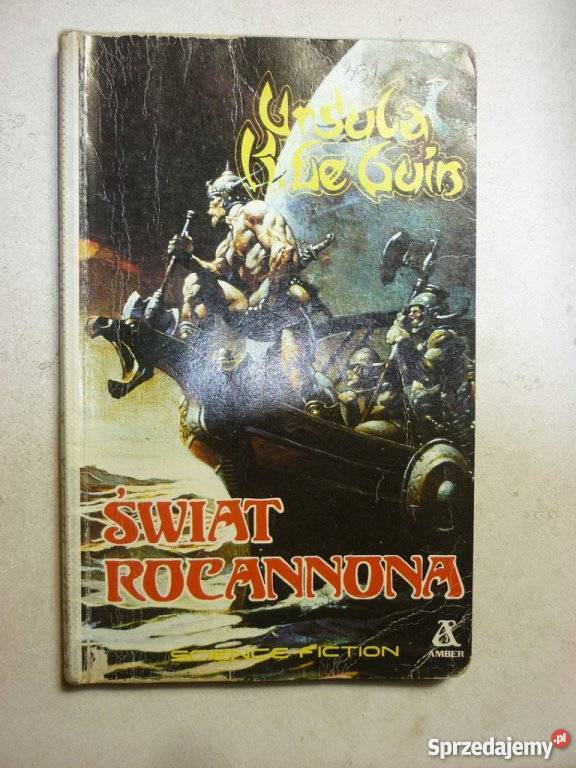 Ursula
K. Le Guin
ŚWIAT
ROCANNONA
SCIENCE-FICTION
AMBER
Sprzedajemy.pl